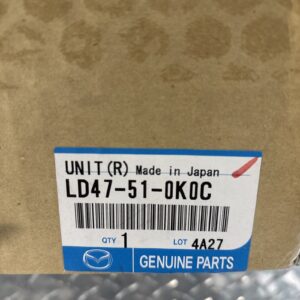 UNIT(R) Made in Japan
LD47-51-0K0C
QTY 1 LOT 4A27
GENUINE PARTS